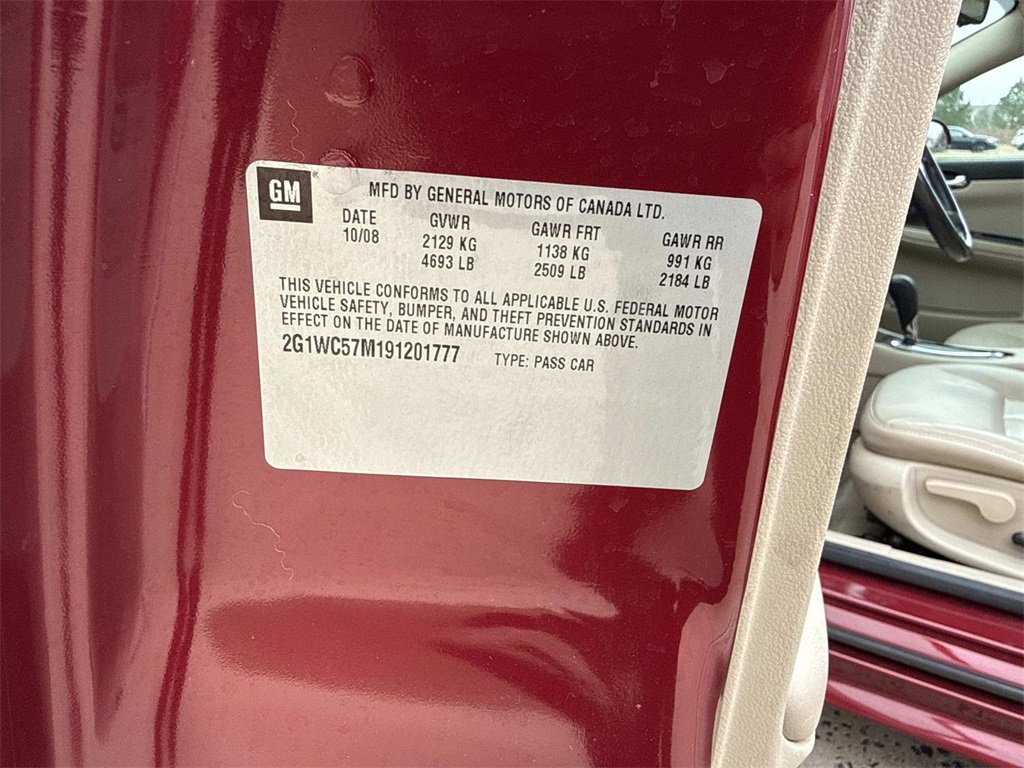 GM ®
MFD BY GENERAL MOTORS OF CANADA LTD.
DATE GVWR GAWR FRT GAWR RR
10/08 2129 KG 1138 KG 991 KG
4693 LB 2509 LB 2184 LB
THIS VEHICLE CONFORMS TO ALL APPLICABLE U.S. FEDERAL MOTOR
VEHICLE SAFETY, BUMPER, AND THEFT PREVENTION STANDARDS IN
EFFECT ON THE DATE OF MANUFACTURE SHOWN ABOVE.
2G1WC57M191201777 TYPE: PASS CAR